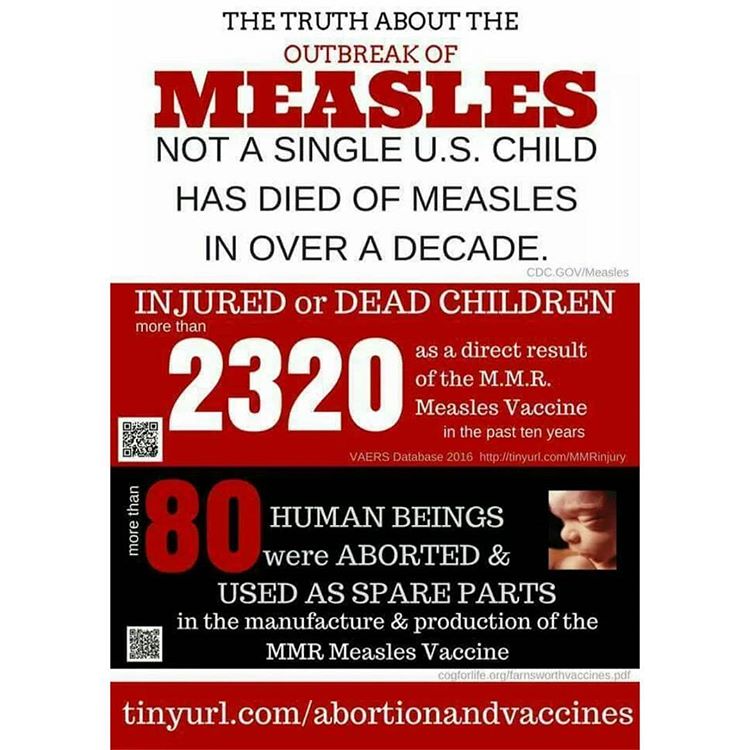 THE TRUTH ABOUT THE
OUTBREAK OF
MEASLES
NOT A SINGLE U.S. CHILD
HAS DIED OF MEASLES
IN OVER A DECADE.
CDC.GOV/Measles
INJURED or DEAD CHILDREN
more than
2320
as a direct result
of the M.M.R.
Measles Vaccine
in the past ten years
VAERS Database 2016 http://tinyurl.com/MMRinjury
more than
80
HUMAN BEINGS
were ABORTED &
USED AS SPARE PARTS
in the manufacture & production of the
MMR Measles Vaccine
cogforlife.org/farnsworthvaccines.pdf
tinyurl.com/abortionandvaccines